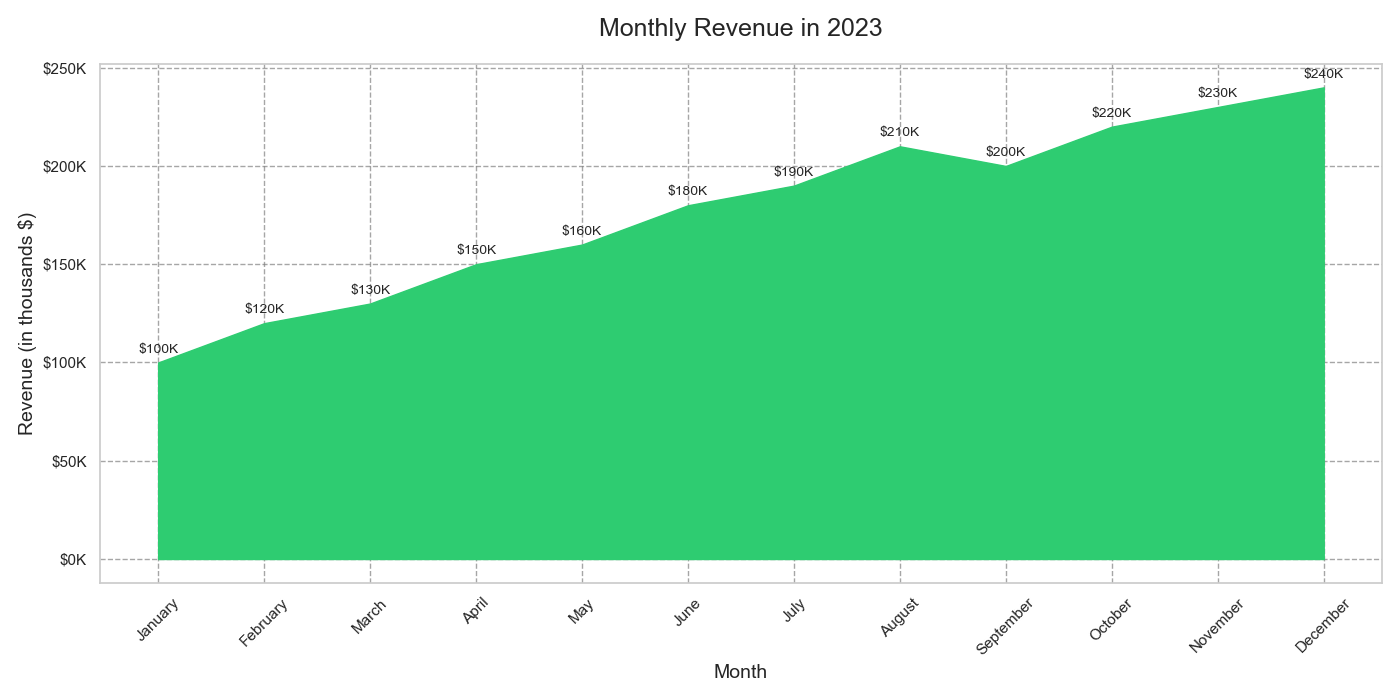 Monthly Revenue in 2023
Revenue (in thousands $)
$250K
$200K
$150K
$100K
$50K
$0K
$100K
$120K
$130K
$150K
$160K
$180K
$190K
$210K
$200K
$220K
$230K
$240K
January
February
March
April
May
June
July
August
September
October
November
December
Month